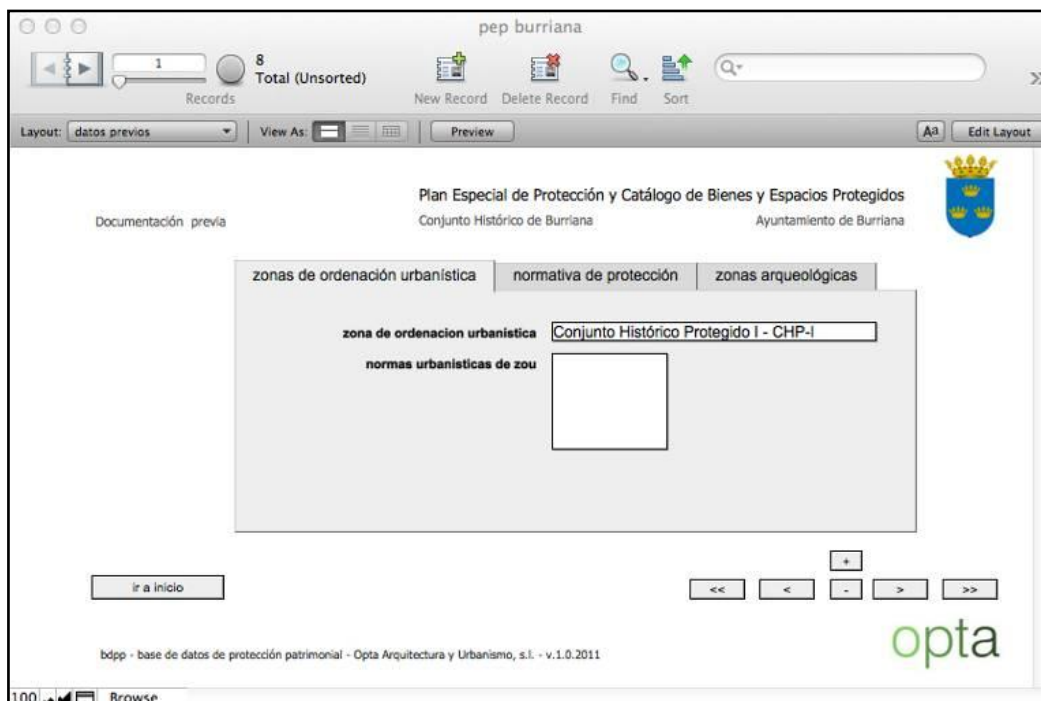 pep burriana
1
8
Total (Unsorted)
Records
New Record
Delete Record
Find
Sort
Layout: datos previos
View As:
Preview
Aa
Edit Layout
Plan Especial de Protección y Catálogo de Bienes y Espacios Protegidos
Documentación previa
Conjunto Histórico de Burriana
Ayuntamiento de Burriana
zonas de ordenación urbanística
normativa de protección
zonas arqueológicas
zona de ordenacion urbanistica
Conjunto Histórico Protegido I - CHP-I
normas urbanisticas de zou
+
ir a inicio
<<
<
-
>
>>
opta
bdpp - base de datos de protección patrimonial - Opta Arquitectura y Urbanismo, s.l. - v.1.0.2011
100
Browse